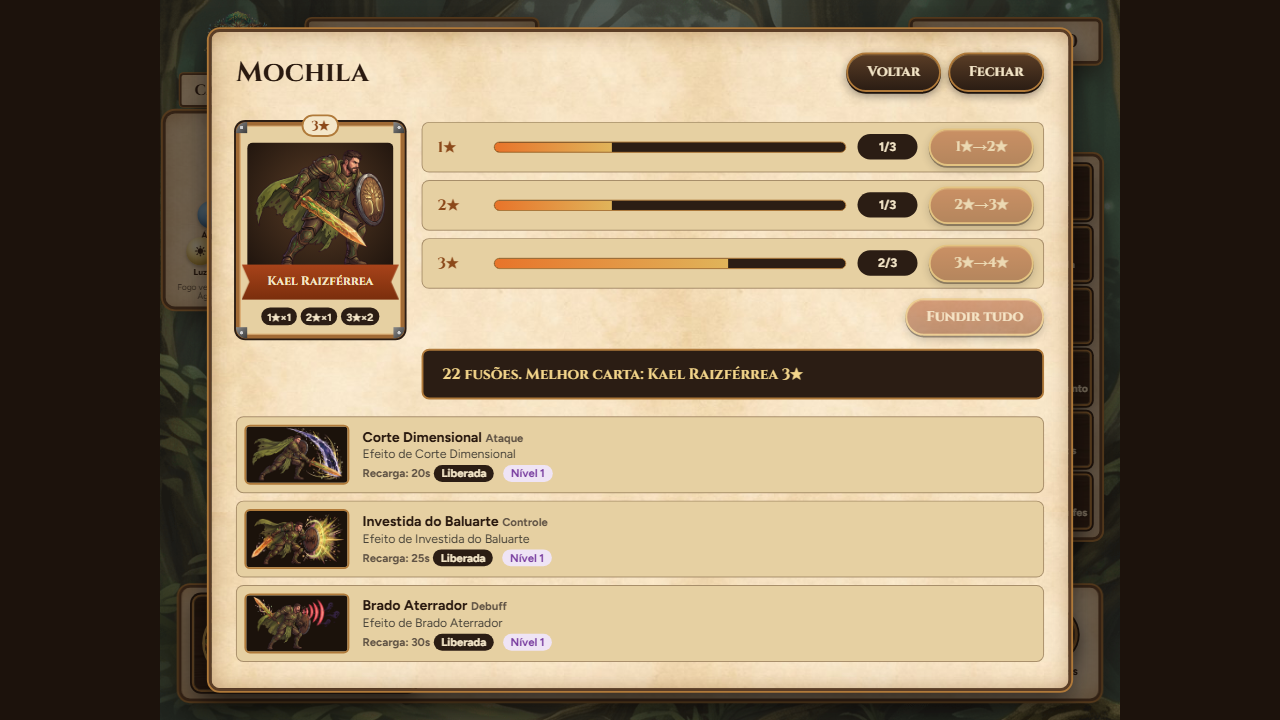 Mochila
Voltar
Fechar
3★
Kael Raizférrea
1★×1 2★×1 3★×2
1★ 1/3 1★→2★
2★ 1/3 2★→3★
3★ 2/3 3★→4★
Fundir tudo
22 fusões. Melhor carta: Kael Raizférrea 3★
Corte Dimensional Ataque
Efeito de Corte Dimensional
Recarga: 20s Liberada Nível 1
Investida do Baluarte Controle
Efeito de Investida do Baluarte
Recarga: 25s Liberada Nível 1
Brado Aterrador Debuff
Efeito de Brado Aterrador
Recarga: 30s Liberada Nível 1